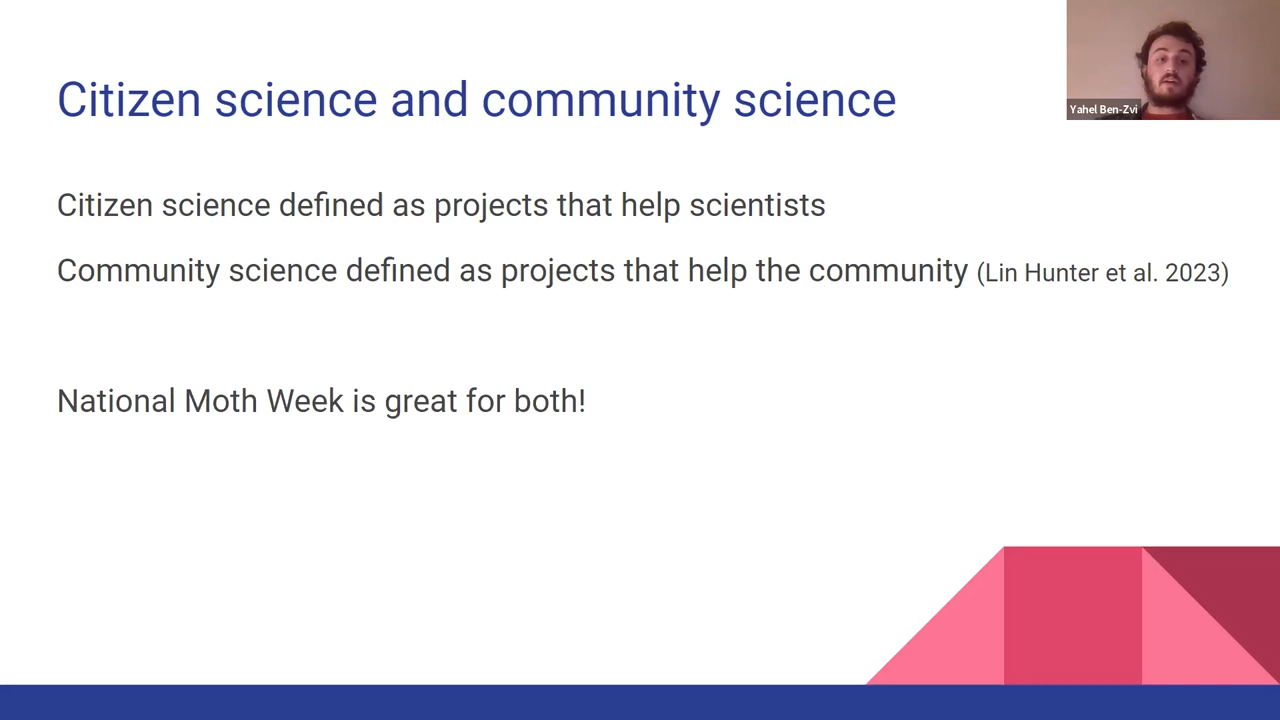 Citizen science and community science
Yahel Ben-Zvi
Citizen science defined as projects that help scientists
Community science defined as projects that help the community (Lin Hunter et al. 2023)
National Moth Week is great for both!